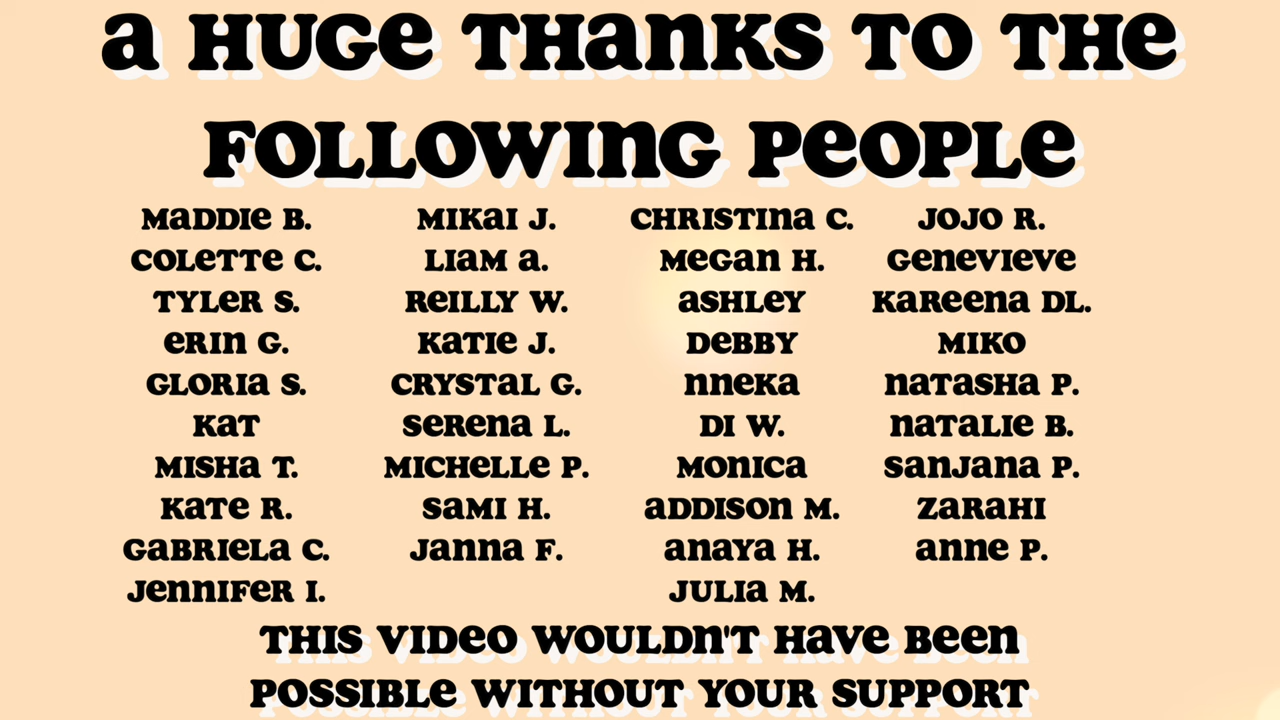 a HUGe THanKS TO THe
FOLLOWInG PeOPLe
MaDDIe B. MIKaI J. CHRISTIna C. JOJO R.
COLeTTe C. LIaM a. MeGan H. GeneVIeVe
TYLeR S. ReILLY W. aSHLeY KaReena DL.
eRIn G. KaTIe J. DeBBY MIKO
GLORIa S. CRYSTaL G. nneKa naTaSHa P.
KaT SeRena L. DI W. naTaLIe B.
MISHa T. MICHeLLe P. MOnICa SanJana P.
KaTe R. SaMI H. aDDISOn M. ZaRaHI
GaBRIeLa C. Janna F. anaYa H. anne P.
JennIFeR I. JULIa M.
THIS VIDeO WOULDn'T HaVe Been
POSSIBLe WITHOUT YOUR SUPPORT